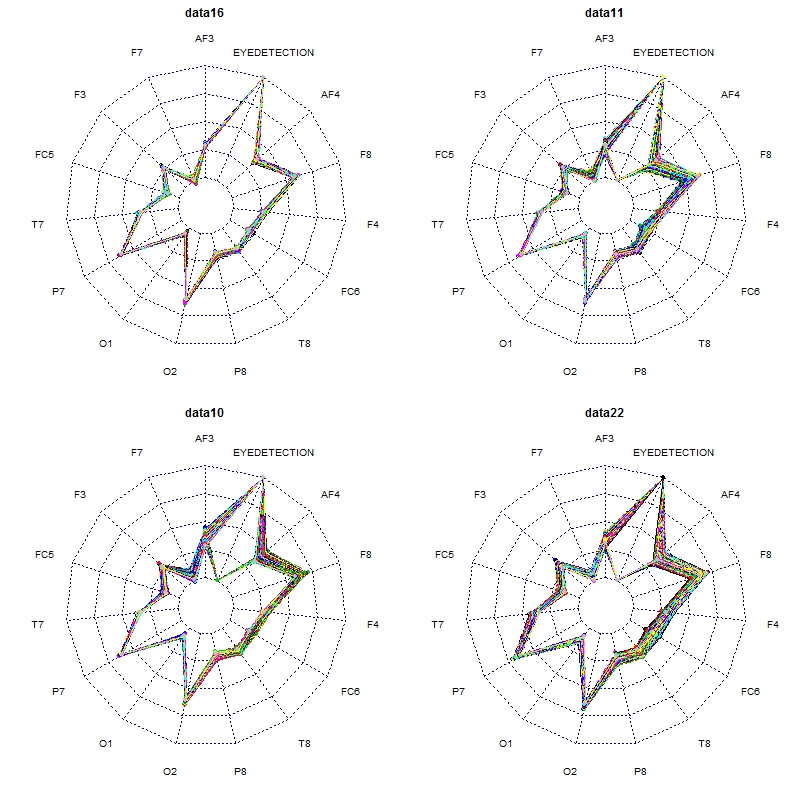 data16
AF3
F7
EYEDETECTION
F3
AF4
FC5
F8
T7
F4
P7
FC6
O1
T8
O2
P8
data11
AF3
F7
EYEDETECTION
F3
AF4
FC5
F8
T7
F4
P7
FC6
O1
T8
O2
P8
data10
AF3
F7
EYEDETECTION
F3
AF4
FC5
F8
T7
F4
P7
FC6
O1
T8
O2
P8
data22
AF3
F7
EYEDETECTION
F3
AF4
FC5
F8
T7
F4
P7
FC6
O1
T8
O2
P8